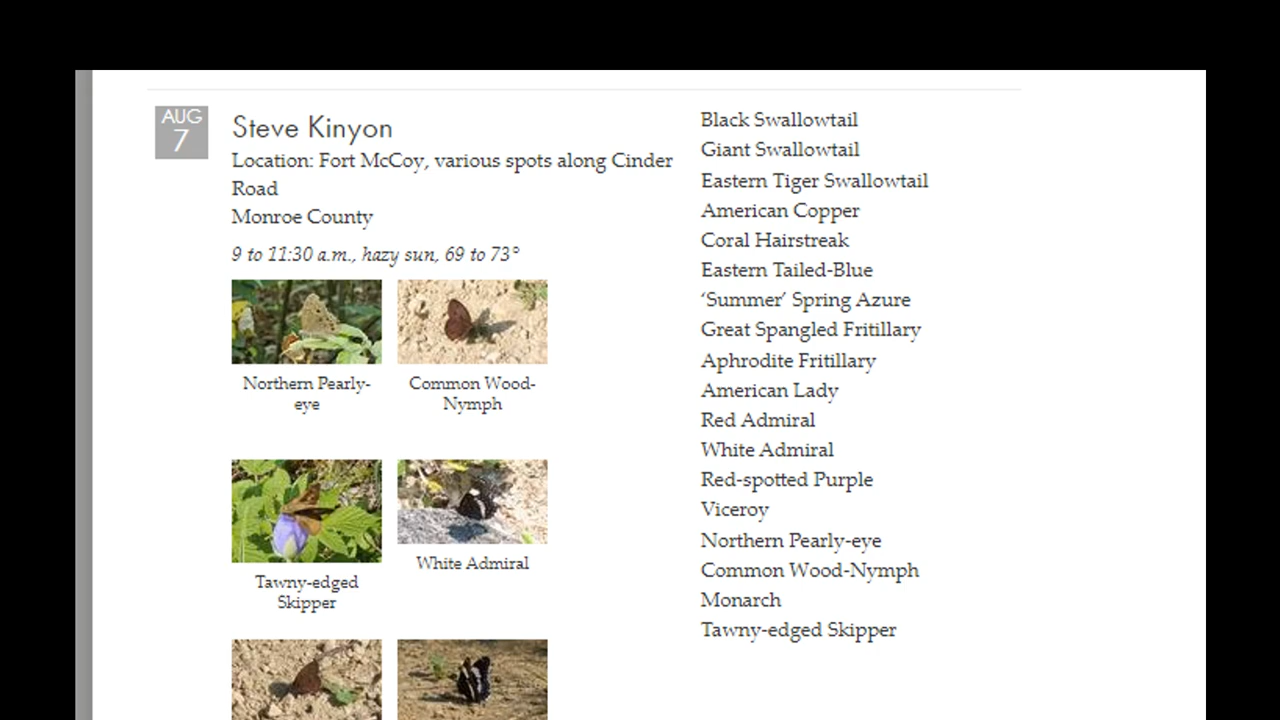 AUG
7
Steve Kinyon
Location: Fort McCoy, various spots along Cinder
Road
Monroe County
9 to 11:30 a.m., hazy sun, 69 to 73°
Northern Pearly-
eye
Common Wood-
Nymph
Tawny-edged
Skipper
White Admiral
Black Swallowtail
Giant Swallowtail
Eastern Tiger Swallowtail
American Copper
Coral Hairstreak
Eastern Tailed-Blue
‘Summer’ Spring Azure
Great Spangled Fritillary
Aphrodite Fritillary
American Lady
Red Admiral
White Admiral
Red-spotted Purple
Viceroy
Northern Pearly-eye
Common Wood-Nymph
Monarch
Tawny-edged Skipper